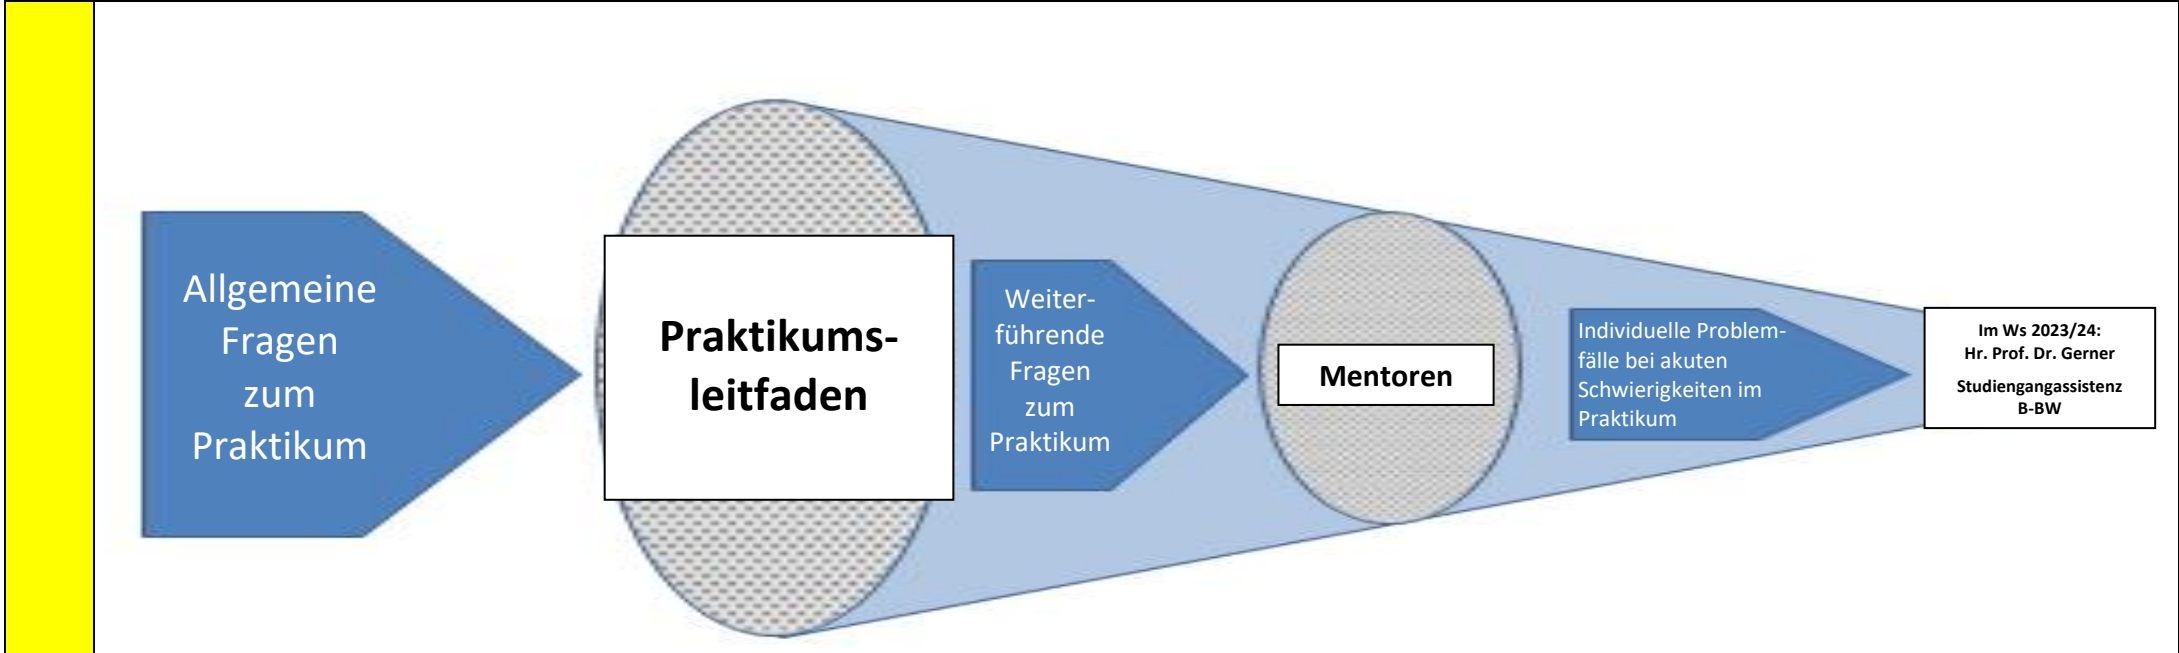 Allgemeine
Fragen
zum
Praktikum
Praktikums-
leitfaden
Weiter-
führende
Fragen
zum
Praktikum
Mentoren
Individuelle Problem-
fälle bei akuten
Schwierigkeiten im
Praktikum
Im Ws 2023/24:
Hr. Prof. Dr. Gerner
Studiengangassistenz
B-BW